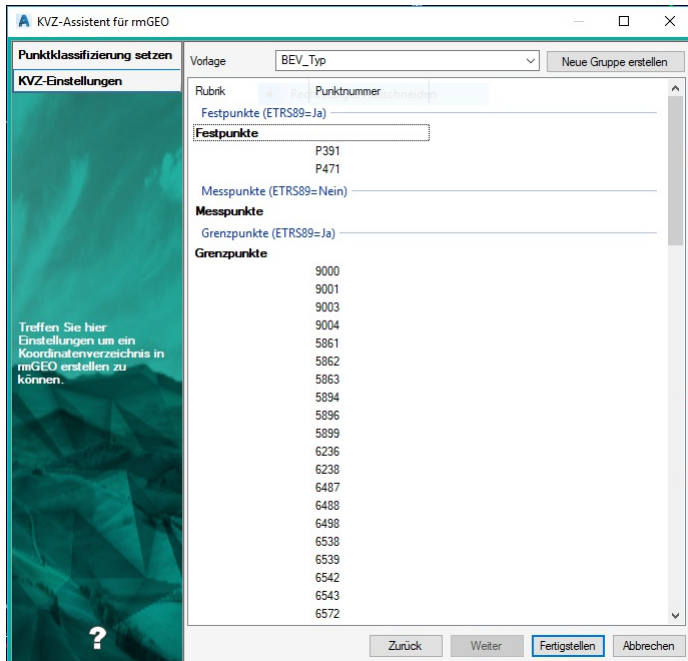 KVZ-Assistent für rmGEO
Punktklassifizierung setzen
KVZ-Einstellungen
Treffen Sie hier
Einstellungen um ein
Koordinatenverzeichnis in
rmGEO erstellen zu
können.
?
Vorlage BEV_Typ Neue Gruppe erstellen
Rubrik Punktnummer
Festpunkte (ETRS89=Ja)
Festpunkte
P391
P471
Messpunkte (ETRS89=Nein)
Messpunkte
Grenzpunkte (ETRS89=Ja)
Grenzpunkte
9000
9001
9003
9004
5861
5862
5863
5894
5896
5899
6236
6238
6487
6488
6498
6538
6539
6542
6543
6572
Zurück Weiter Fertigstellen Abbrechen